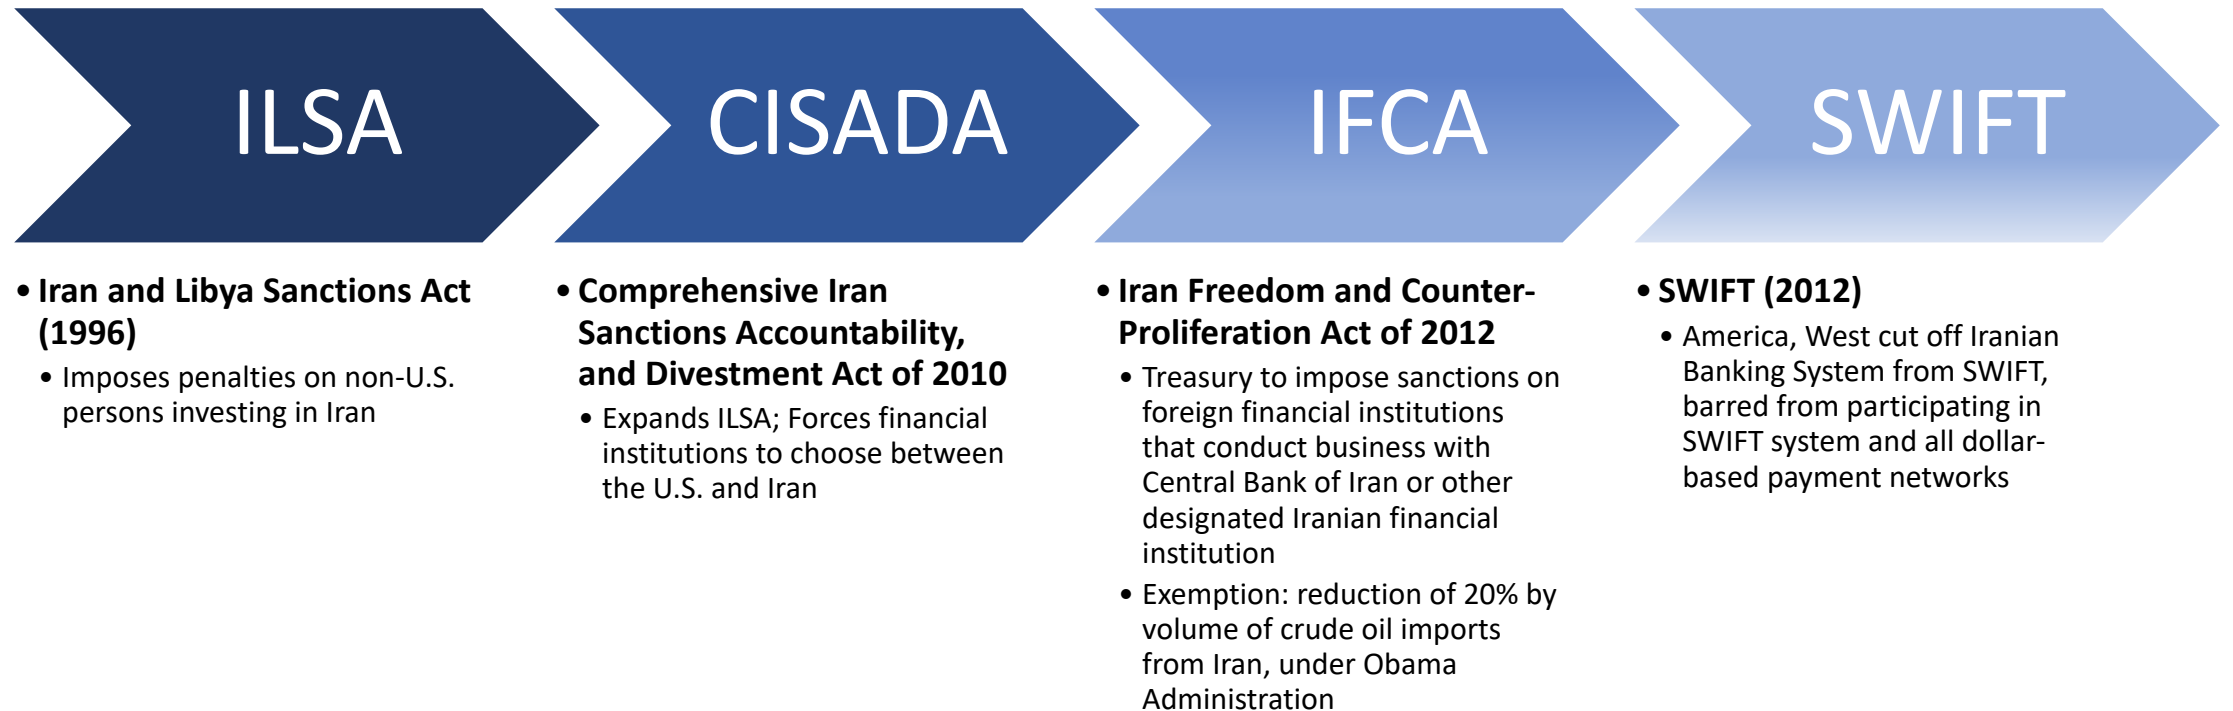 ILSA
CISADA
IFCA
SWIFT
• Iran and Libya Sanctions Act
(1996)
• Imposes penalties on non-U.S.
persons investing in Iran
• Comprehensive Iran
Sanctions Accountability,
and Divestment Act of 2010
• Expands ILSA; Forces financial
institutions to choose between
the U.S. and Iran
• Iran Freedom and Counter-
Proliferation Act of 2012
• Treasury to impose sanctions on
foreign financial institutions
that conduct business with
Central Bank of Iran or other
designated Iranian financial
institution
• Exemption: reduction of 20% by
volume of crude oil imports
from Iran, under Obama
Administration
• SWIFT (2012)
• America, West cut off Iranian
Banking System from SWIFT,
barred from participating in
SWIFT system and all dollar-
based payment networks